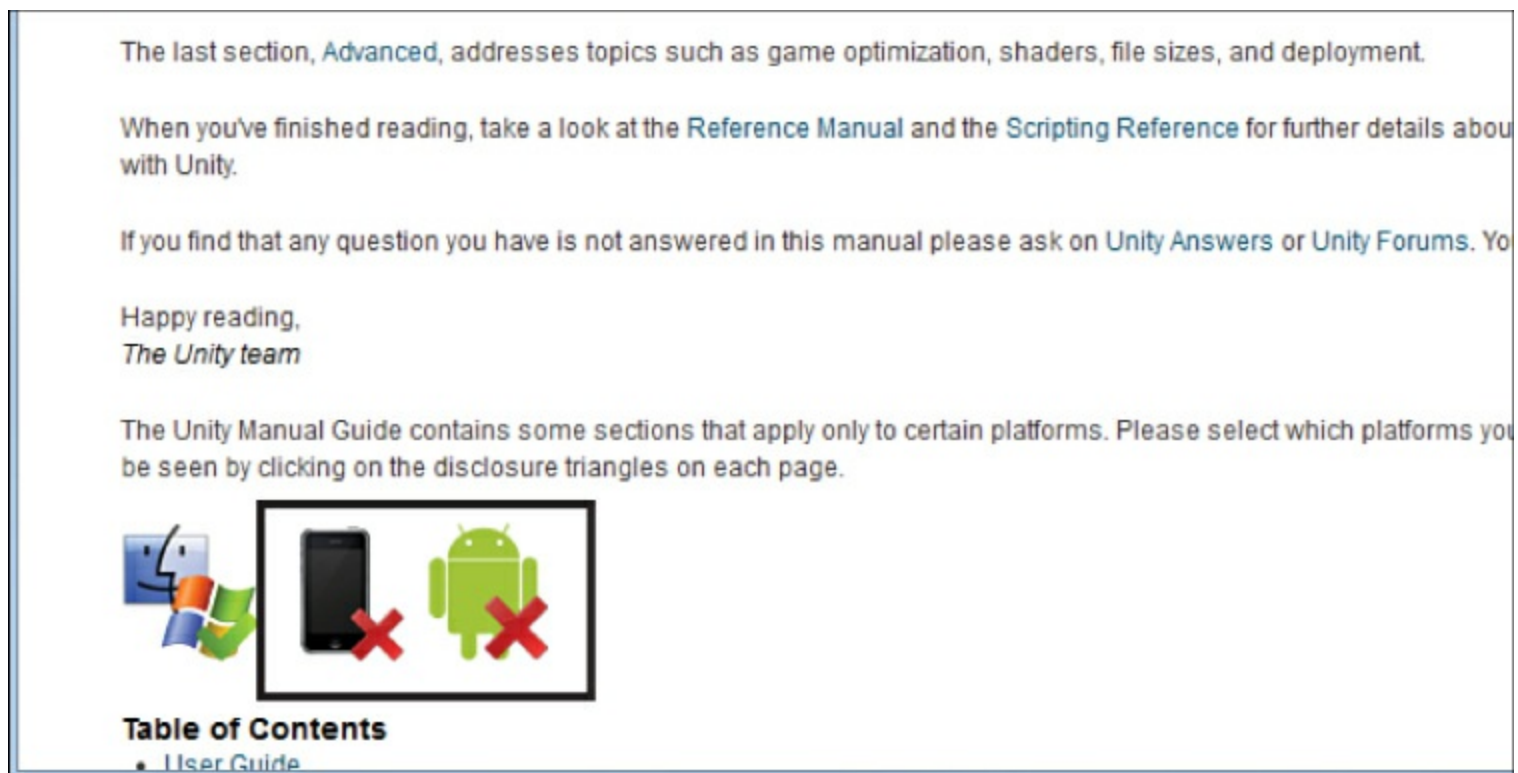 The last section, Advanced, addresses topics such as game optimization, shaders, file sizes, and deployment.
When you've finished reading, take a look at the Reference Manual and the Scripting Reference for further details abou
with Unity.
If you find that any question you have is not answered in this manual please ask on Unity Answers or Unity Forums. Yo
Happy reading,
The Unity team
The Unity Manual Guide contains some sections that apply only to certain platforms. Please select which platforms you
be seen by clicking on the disclosure triangles on each page.
Table of Contents
• User Guide